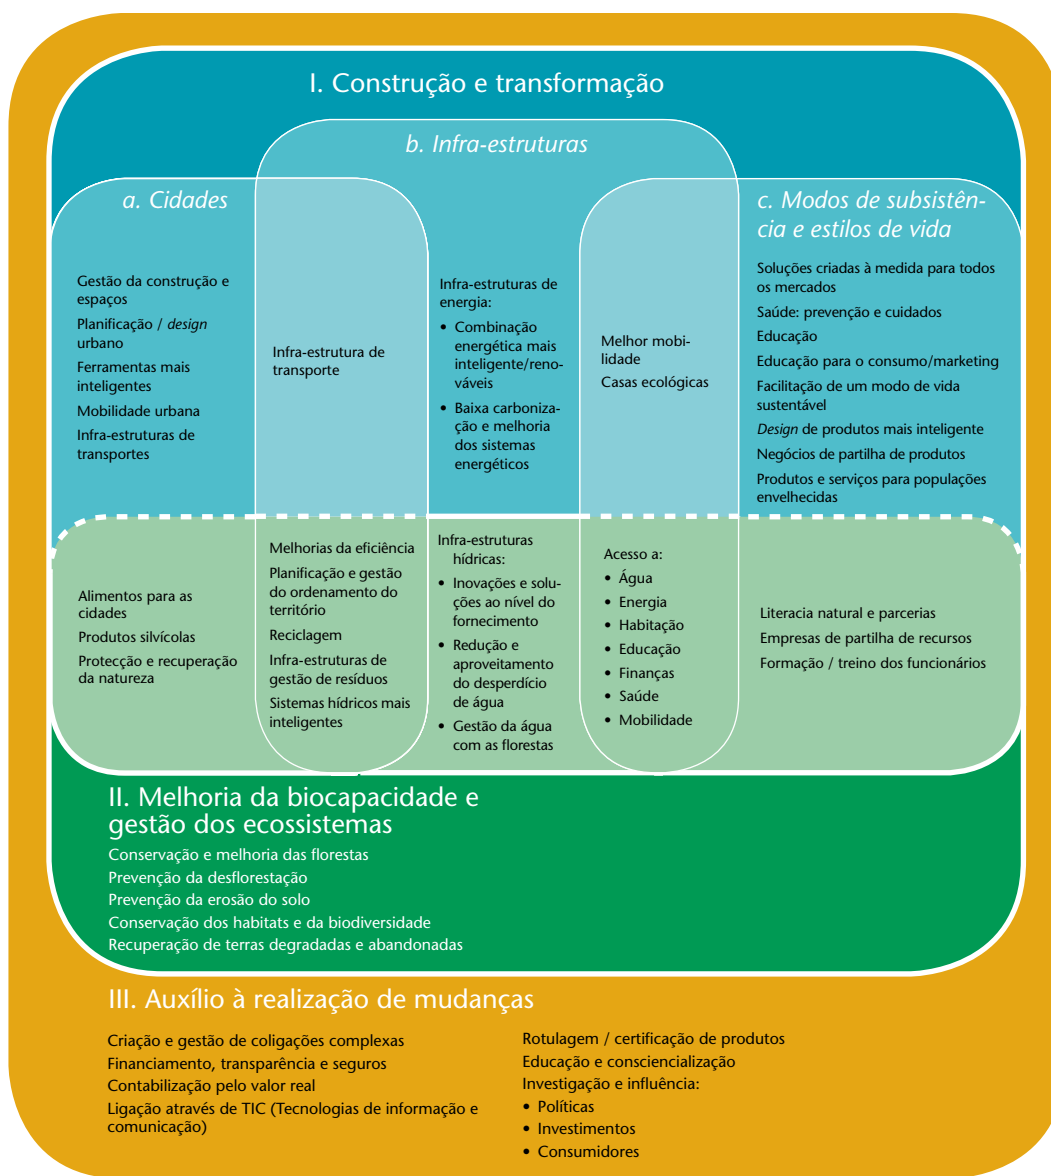 I. Construção e transformação
b. Infra-estruturas
a. Cidades
c. Modos de subsistên-
cia e estilos de vida
Gestão da construção e
espaços
Planificação / design
urbano
Ferramentas mais
inteligentes
Mobilidade urbana
Infra-estruturas de
transportes
Infra-estrutura de
transporte
Infra-estruturas de
energia:
• Combinação
energética mais
inteligente/reno-
váveis
• Baixa carboniza-
ção e melhoria
dos sistemas
energéticos
Melhor mobi-
lidade
Casas ecológicas
Soluções criadas à medida para todos
os mercados
Saúde: prevenção e cuidados
Educação
Educação para o consumo/marketing
Facilitação de um modo de vida
sustentável
Design de produtos mais inteligente
Negócios de partilha de produtos
Produtos e serviços para populações
envelhecidas
Alimentos para as
cidades
Produtos silvícolas
Protecção e recuperação
da natureza
Melhorias da eficiência
Planificação e gestão
do ordenamento do
território
Reciclagem
Infra-estruturas de
gestão de resíduos
Sistemas hídricos mais
inteligentes
Infra-estruturas
hídricas:
• Inovações e solu-
ções ao nível do
fornecimento
• Redução e
aproveitamento
do desperdício
de água
• Gestão da água
com as florestas
Acesso a:
• Água
• Energia
• Habitação
• Educação
• Finanças
• Saúde
• Mobilidade
Literacia natural e parcerias
Empresas de partilha de recursos
Formação / treino dos funcionários
II. Melhoria da biocapacidade e
gestão dos ecossistemas
Conservação e melhoria das florestas
Prevenção da desflorestação
Prevenção da erosão do solo
Conservação dos habitats e da biodiversidade
Recuperação de terras degradadas e abandonadas
III. Auxílio à realização de mudanças
Criação e gestão de coligações complexas
Financiamento, transparência e seguros
Contabilização pelo valor real
Ligação através de TIC (Tecnologias de informação e
comunicação)
Rotulagem / certificação de produtos
Educação e consciencialização
Investigação e influência:
• Políticas
• Investimentos
• Consumidores